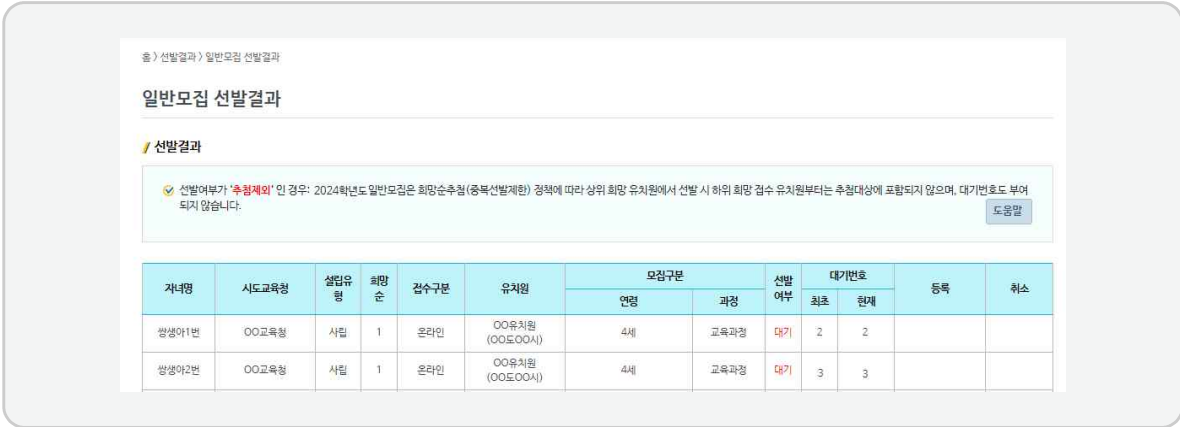 홈 > 선발결과 > 일반모집 선발결과
일반모집 선발결과
선발결과
선발여부가 '추첨제외' 인 경우: 2024학년도 일반모집은 희망순추첨(중복선발제한) 정책에 따라 상위 희망 유치원에서 선발 시 하위 희망 접수 유치원부터는 추첨대상에 포함되지 않으며, 대기번호도 부여
되지 않습니다.
도움말
자녀명 시도교육청 설립유형 희망순 접수구분 유치원 모집구분 선발여부 대기번호 등록 취소
연령 과정 최초 현재
쌍생아1번 OO교육청 사립 1 온라인 OO유치원 (OO도OO시) 4세 교육과정 대기 2 2
쌍생아2번 OO교육청 사립 1 온라인 OO유치원 (OO도OO시) 4세 교육과정 대기 3 3